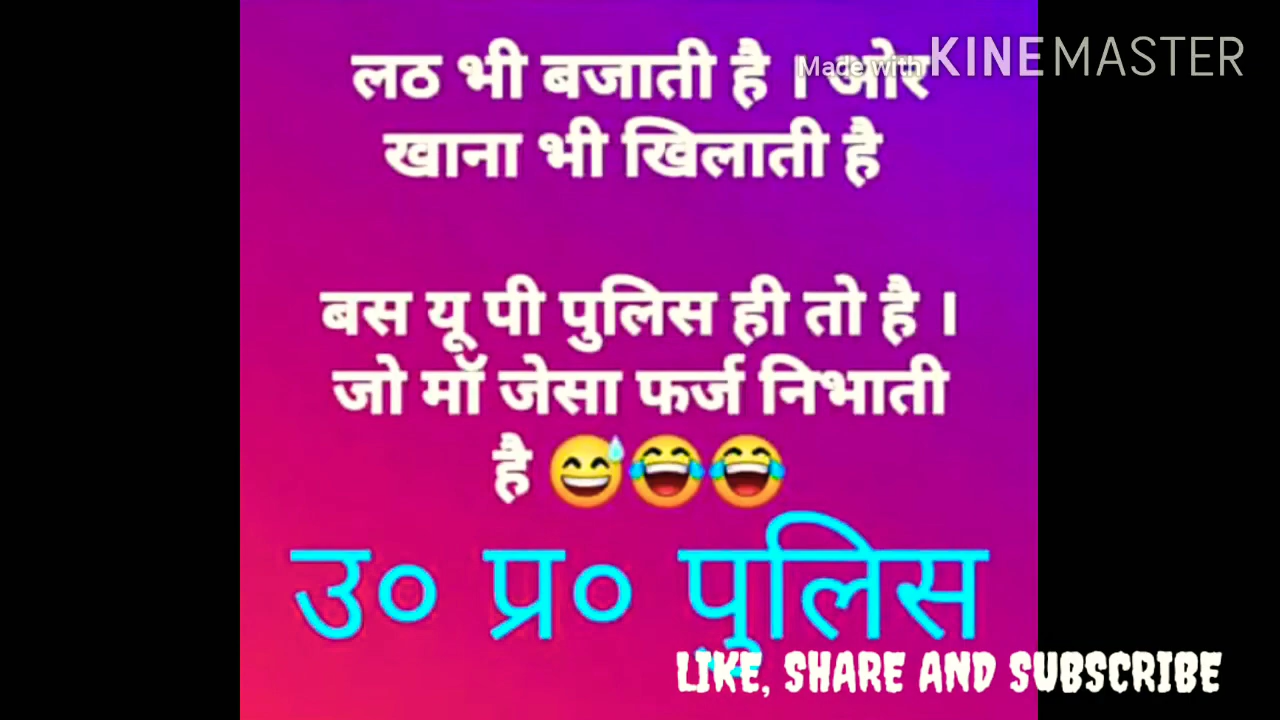 लठ भी बजाती है । ओर
Made with KINEMASTER
खाना भी खिलाती है
बस यू पी पुलिस ही तो है ।
जो मॉ जेसा फर्ज निभाती
है 😅😂😂
उ० प्र० पुलिस
LIKE, SHARE AND SUBSCRIBE